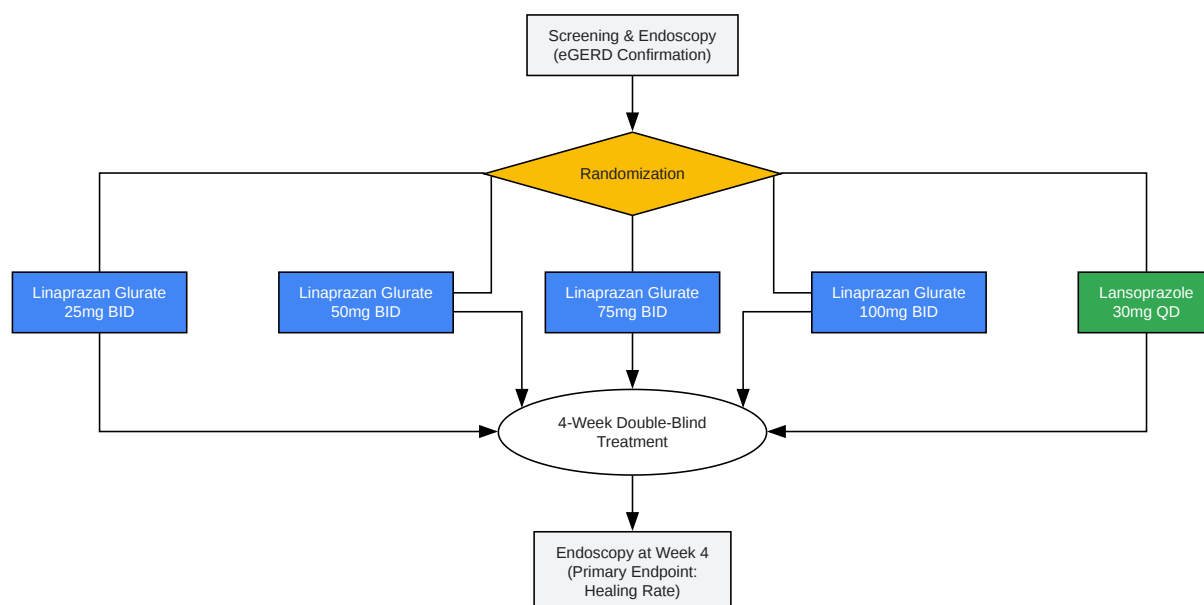 Screening & Endoscopy
(eGERD Confirmation)
Randomization
Linaprazan Glurate
25mg BID
Linaprazan Glurate
50mg BID
Linaprazan Glurate
75mg BID
Linaprazan Glurate
100mg BID
Lansoprazole
30mg QD
4-Week Double-Blind
Treatment
Endoscopy at Week 4
(Primary Endpoint:
Healing Rate)